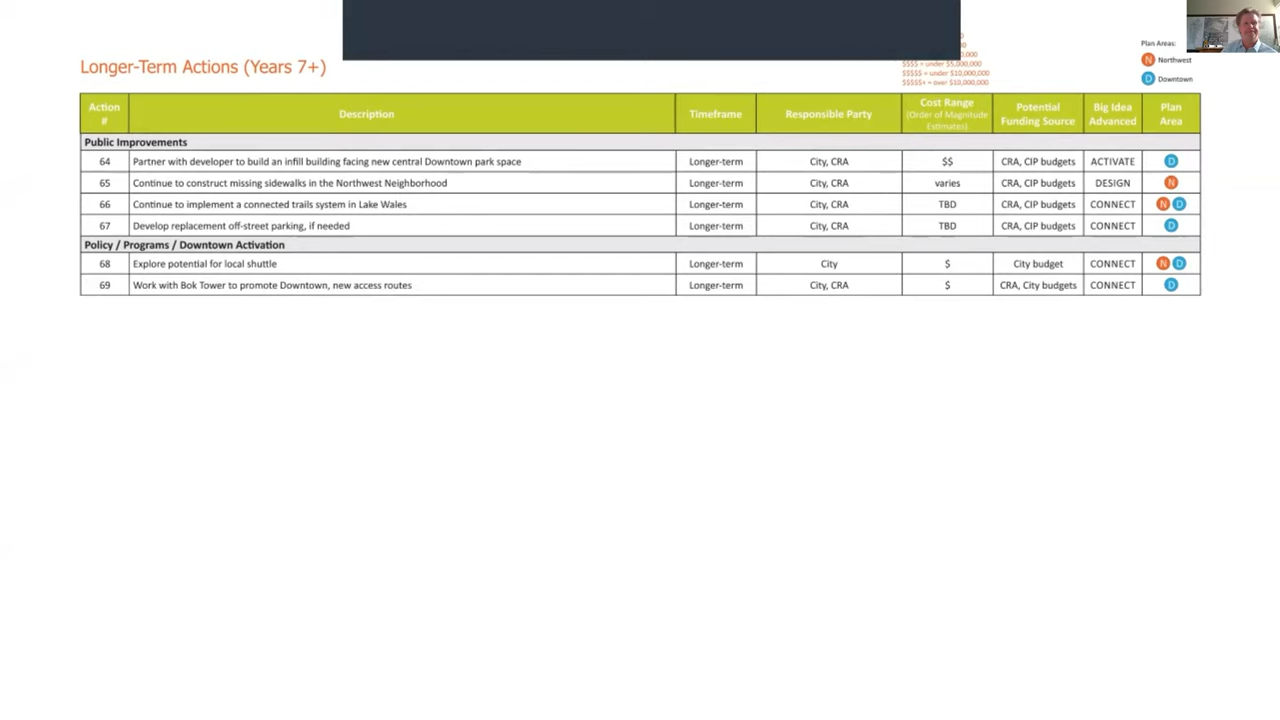 Longer-Term Actions (Years 7+)
$$$$ = under $5,000,000
$$$$$ = under $10,000,000
$$$$$+ = over $10,000,000
Plan Areas:
N Northwest
D Downtown
Action # Description Timeframe Responsible Party Cost Range (Order of Magnitude Estimates) Potential Funding Source Big Idea Advanced Plan Area
Public Improvements
64 Partner with developer to build an infill building facing new central Downtown park space Longer-term City, CRA $$ CRA, CIP budgets ACTIVATE D
65 Continue to construct missing sidewalks in the Northwest Neighborhood Longer-term City, CRA varies CRA, CIP budgets DESIGN N
66 Continue to implement a connected trails system in Lake Wales Longer-term City, CRA TBD CRA, CIP budgets CONNECT N D
67 Develop replacement off-street parking, if needed Longer-term City, CRA TBD CRA, CIP budgets CONNECT D
Policy / Programs / Downtown Activation
68 Explore potential for local shuttle Longer-term City $ City budget CONNECT N D
69 Work with Bok Tower to promote Downtown, new access routes Longer-term City, CRA $ CRA, City budgets CONNECT D